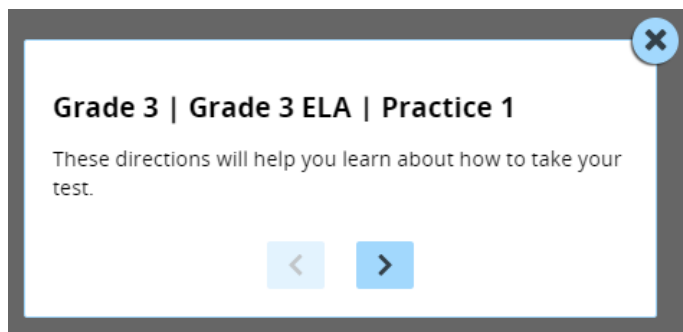 Grade 3 | Grade 3 ELA | Practice 1
These directions will help you learn about how to take your
test.